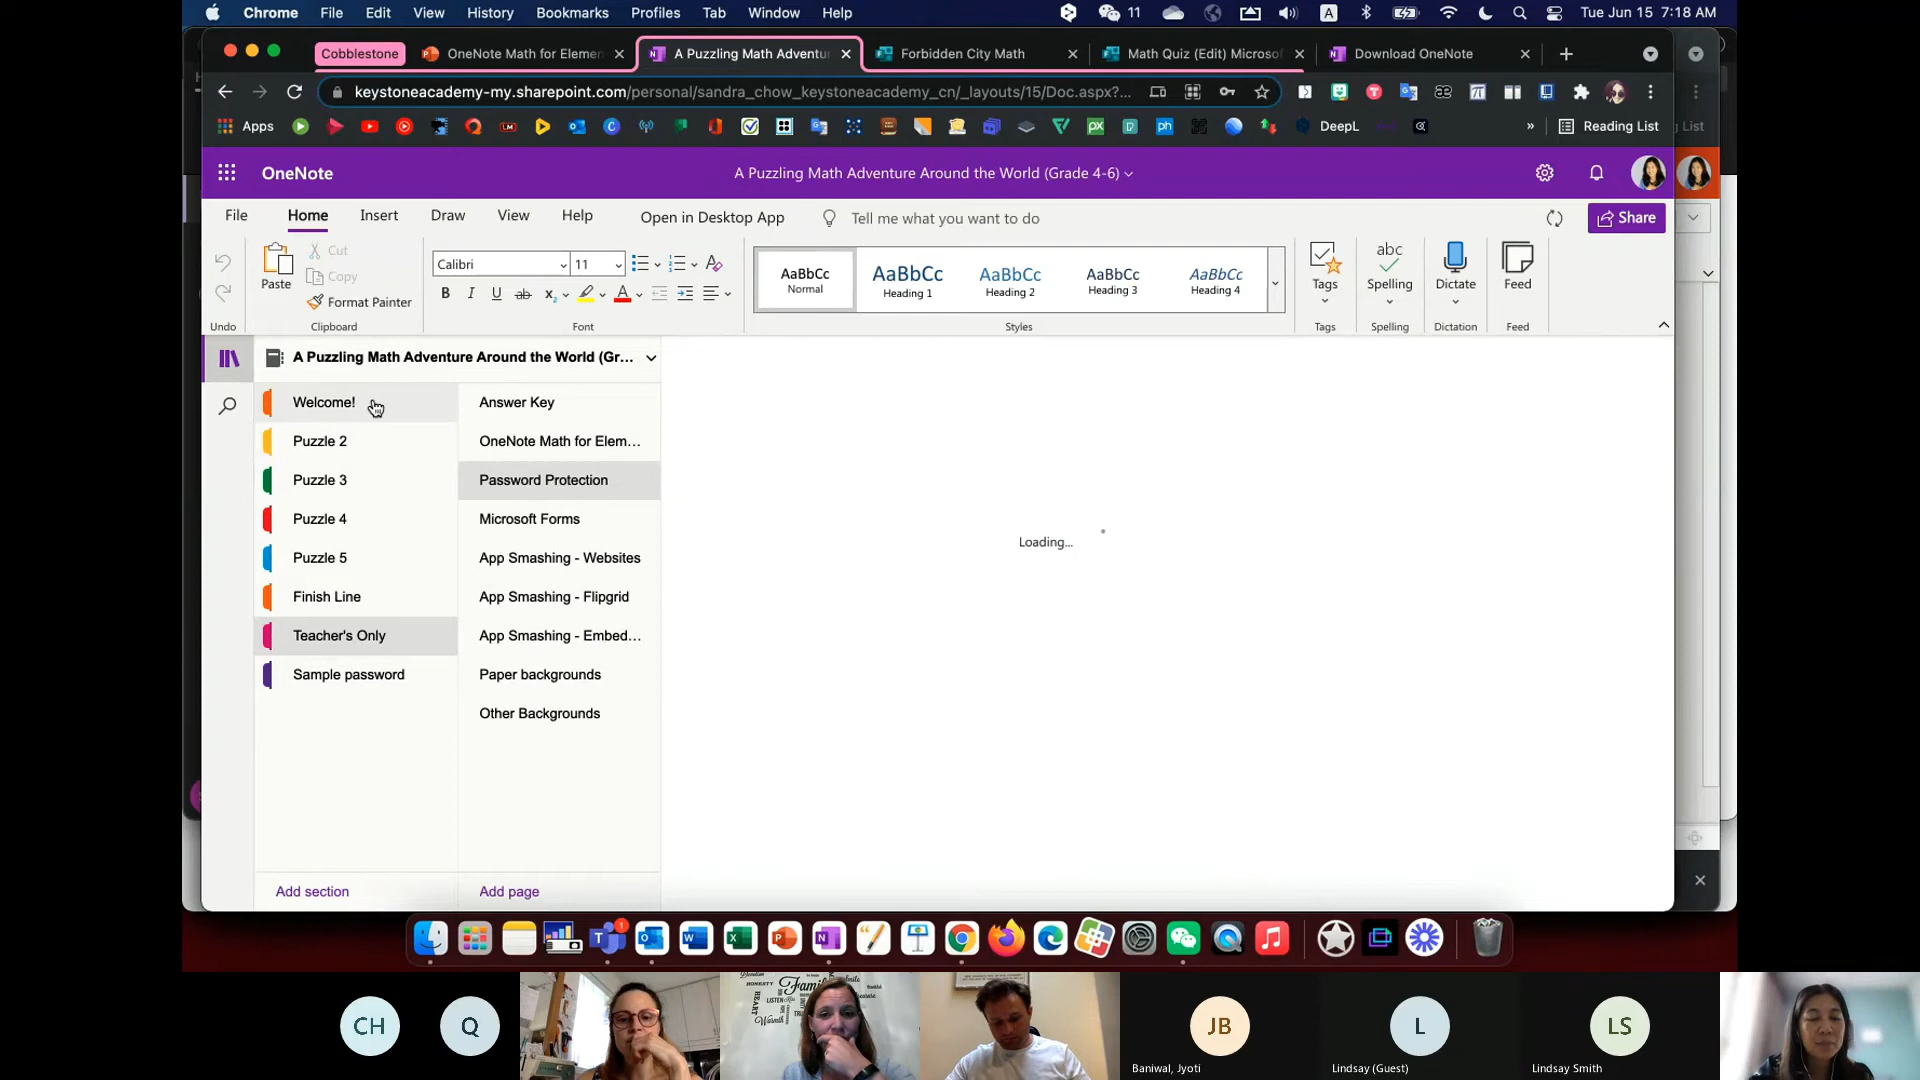 Chrome File Edit View History Bookmarks Profiles Tab Window Help 11 A Tue Jun 15 7:18 AM
Cobblestone OneNote Math for Elemen A Puzzling Math Adventu Forbidden City Math Math Quiz (Edit) Microsof Download OneNote
keystoneacademy-my.sharepoint.com/personal/sandra_chow_keystoneacademy_cn/_layouts/15/Doc.aspx?...
Apps DeepL » Reading List
OneNote A Puzzling Math Adventure Around the World (Grade 4-6)
File Home Insert Draw View Help Open in Desktop App Tell me what you want to do Share
Paste Cut Copy Format Painter
Calibri 11
AaBbCc Normal AaBbCc Heading 1 AaBbCc Heading 2 AaBbCc Heading 3 AaBbCc Heading 4
Tags abc Spelling Dictate Feed
Undo Clipboard Font Styles Tags Spelling Dictation Feed
A Puzzling Math Adventure Around the World (Gr...
Welcome!
Puzzle 2
Puzzle 3
Puzzle 4
Puzzle 5
Finish Line
Teacher's Only
Sample password
Add section
Answer Key
OneNote Math for Elem...
Password Protection
Microsoft Forms
App Smashing - Websites
App Smashing - Flipgrid
App Smashing - Embed...
Paper backgrounds
Other Backgrounds
Add page
Loading...
CH Q JB L LS
Baniwal, Jyoti Lindsay (Guest) Lindsay Smith